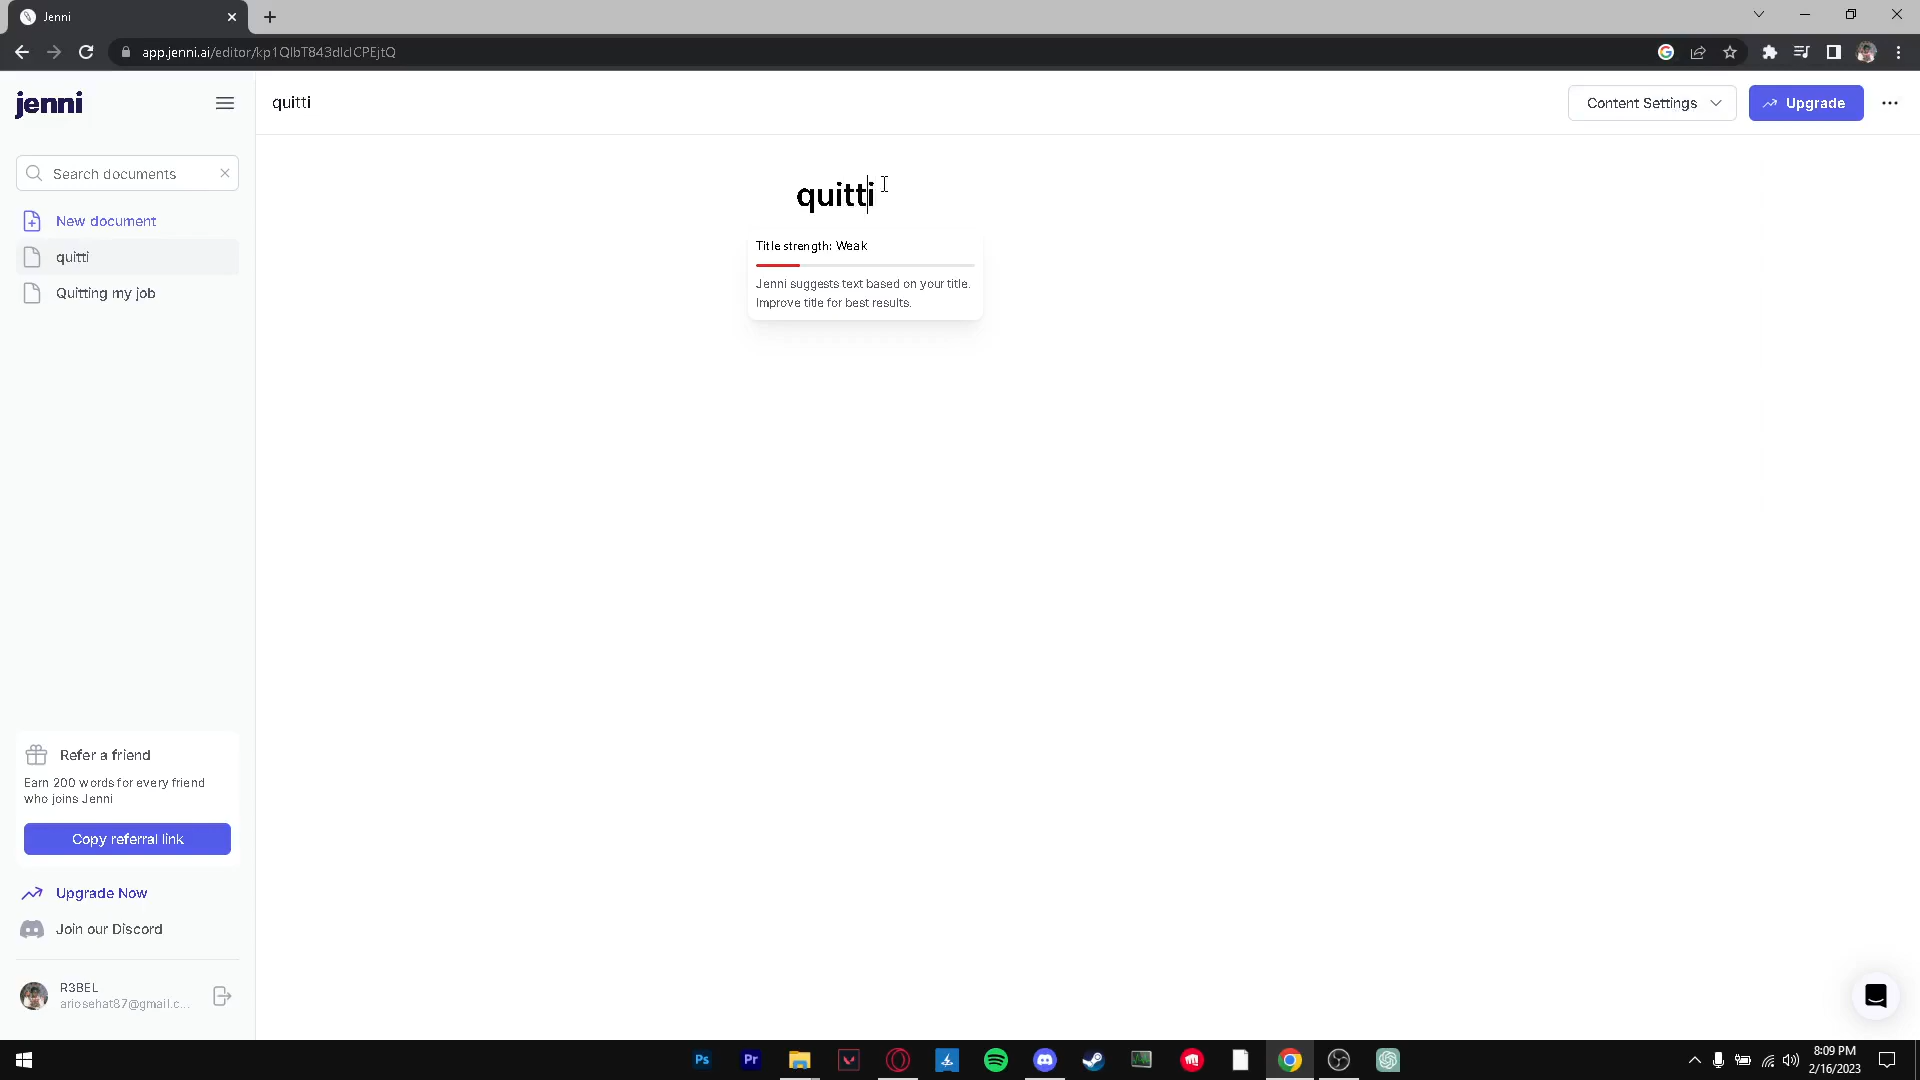 Jenni
app.jenni.ai/editor/kp1QlbT843dlclCPEjtQ
jenni
quitti
Content Settings
Upgrade
Search documents
New document
quitti
Quitting my job
quitti
Title strength: Weak
Jenni suggests text based on your title.
Improve title for best results.
Refer a friend
Earn 200 words for every friend
who joins Jenni
Copy referral link
Upgrade Now
Join our Discord
R3BEL
ariosehat87@gmail.c...
Ps
Pr
8:09 PM
2/16/2023